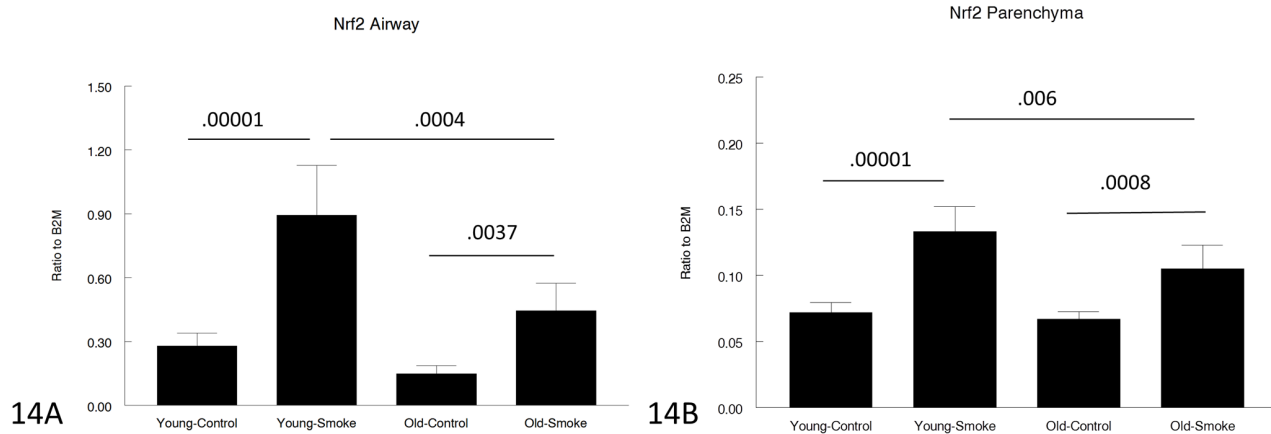 Nrf2 Airway
1.50
1.20
0.90
0.60
0.30
0.00
Ratio to B2M
.00001
.0004
.0037
Young-Control
Young-Smoke
Old-Control
Old-Smoke
14A
Nrf2 Parenchyma
0.25
0.20
0.15
0.10
0.05
0.00
Ratio to B2M
.006
.00001
.0008
Young-Control
Young-Smoke
Old-Control
Old-Smoke
14B